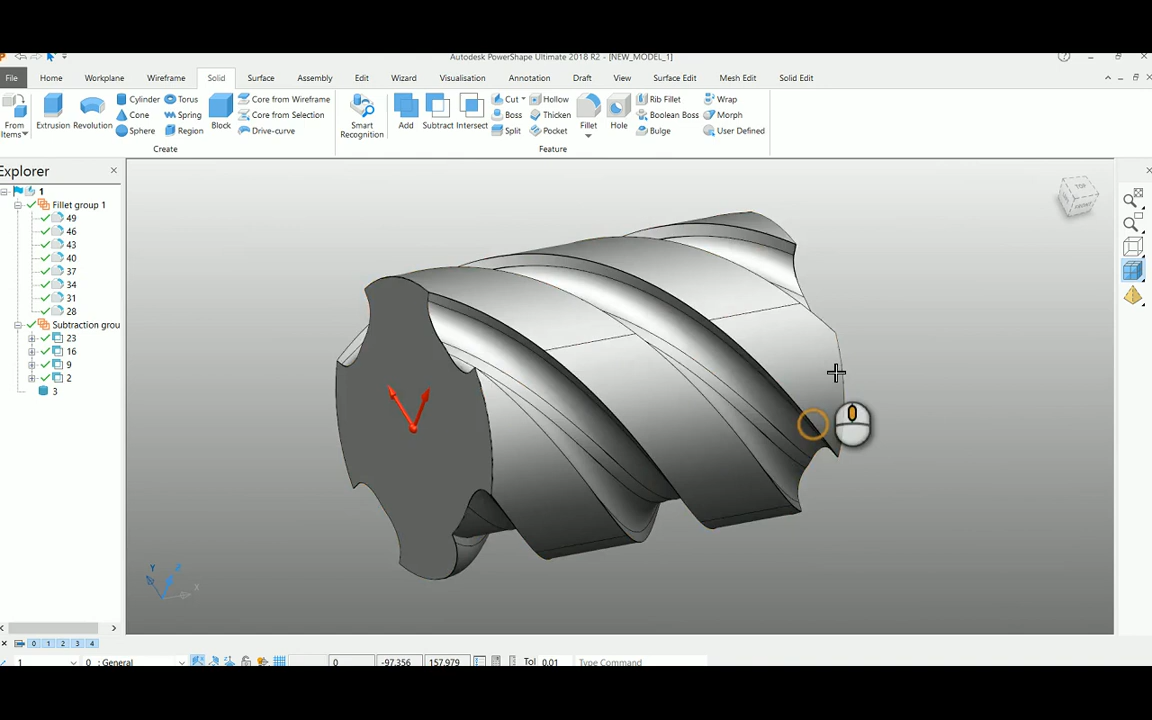 Autodesk PowerShape Ultimate 2018 R2 - [NEW_MODEL_1]
File Home Workplane Wireframe Solid Surface Assembly Edit Wizard Visualisation Annotation Draft View Surface Edit Mesh Edit Solid Edit
From Items
Extrusion
Revolution
Cylinder
Cone
Sphere
Torus
Spring
Region
Block
Core from Wireframe
Core from Selection
Drive-curve
Create
Smart Recognition
Add
Subtract
Intersect
Cut
Boss
Split
Hollow
Thicken
Pocket
Fillet
Hole
Rib Fillet
Boolean Boss
Bulge
Wrap
Morph
User Defined
Feature
Explorer
1
Fillet group 1
49
46
43
40
37
34
31
28
Subtraction grou
23
16
9
2
3
TOP
FRONT
Y Z X
0 1 2 3 4
1 0 : General 0 -97.356 157.979 Tol 0.01 Type Command